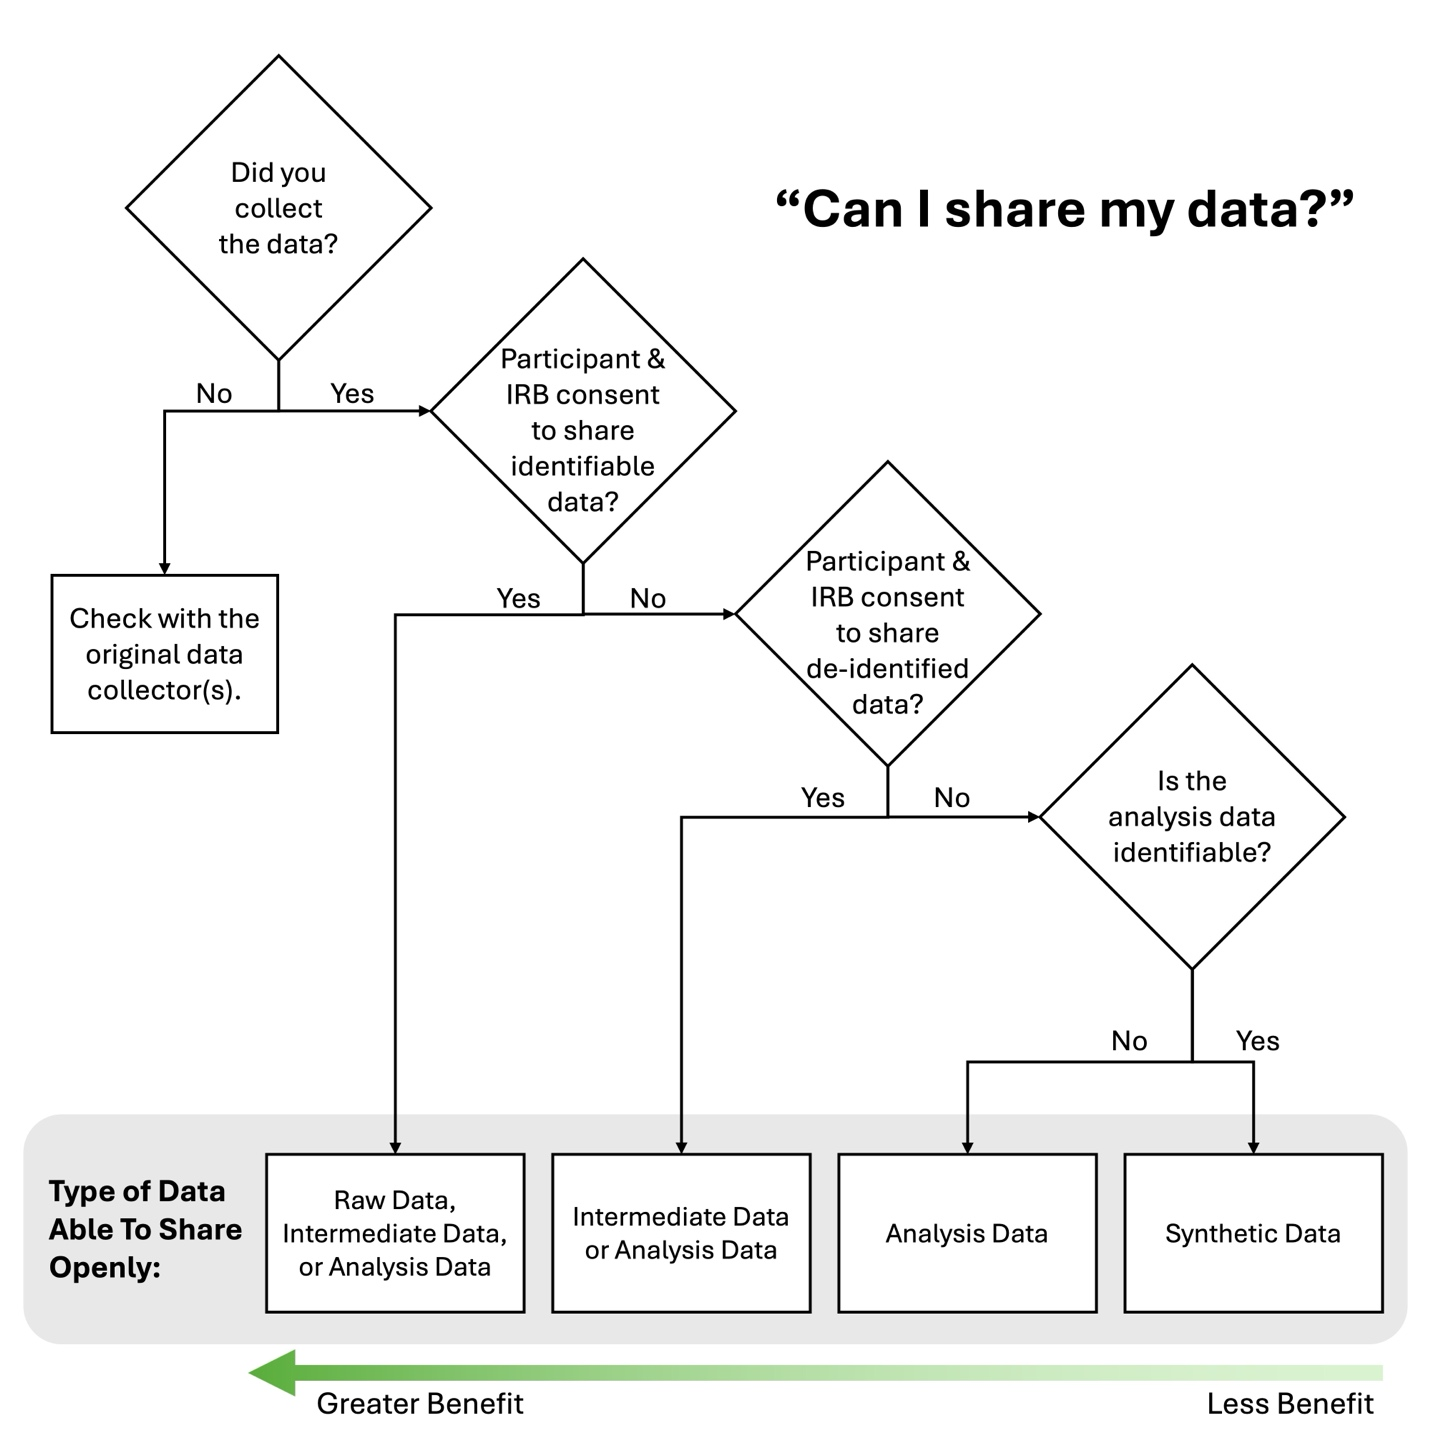 “Can I share my data?”
Did you
collect
the data?
No
Yes
Participant &
IRB consent
to share
identifiable
data?
Check with the
original data
collector(s).
Yes
No
Participant &
IRB consent
to share
de-identified
data?
Yes
No
Is the
analysis data
identifiable?
No
Yes
Type of Data
Able To Share
Openly:
Raw Data,
Intermediate Data,
or Analysis Data
Intermediate Data
or Analysis Data
Analysis Data
Synthetic Data
Greater Benefit
Less Benefit